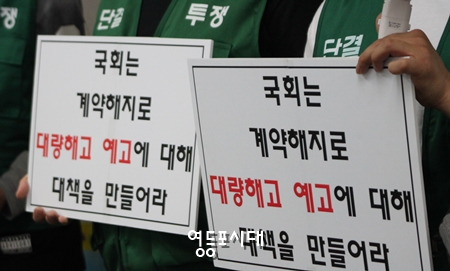 단결
투쟁
단결
투쟁
국회는
계약해지로
대량해고 예고에 대해
대책을 만들어라
국회는
계약해지로
대량해고 예고에 대해
대책을 만들어라
영등포시대